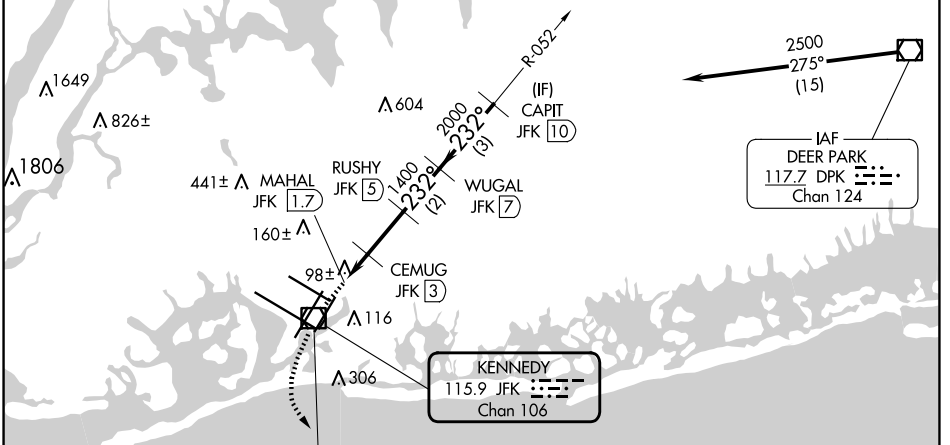 R-052
2500
275°
(15)
1649
826±
1806
604
(IF)
CAPIT
JFK 10
2000
232°
(3)
RUSHY
JFK 5
1400
232°
(2)
WUGAL
JFK 7
441±
MAHAL
JFK 1.7
160±
98±
CEMUG
JFK 3
116
306
IAF
DEER PARK
117.7 DPK
Chan 124
KENNEDY
115.9 JFK
Chan 106